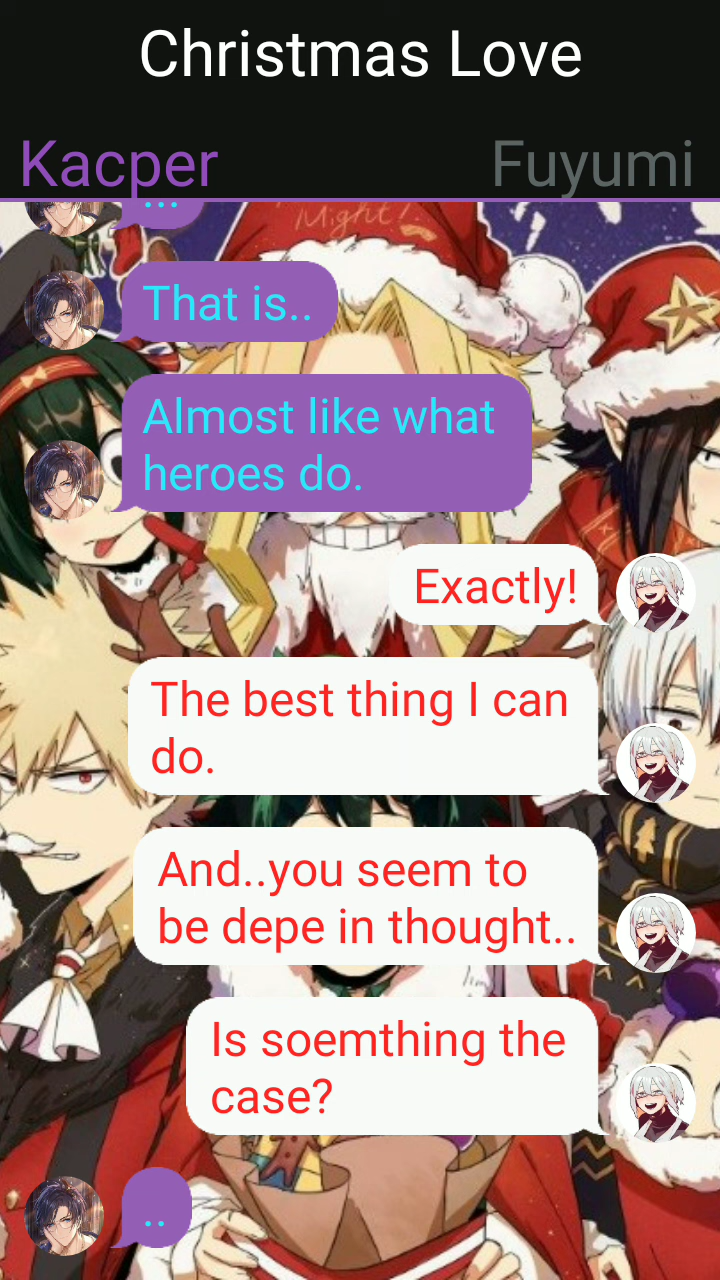 Christmas Love
Kacper
Fuyumi
...
Might!
That is..
Almost like what
heroes do.
Exactly!
The best thing I can
do.
And..you seem to
be depe in thought..
Is soemthing the
case?
..